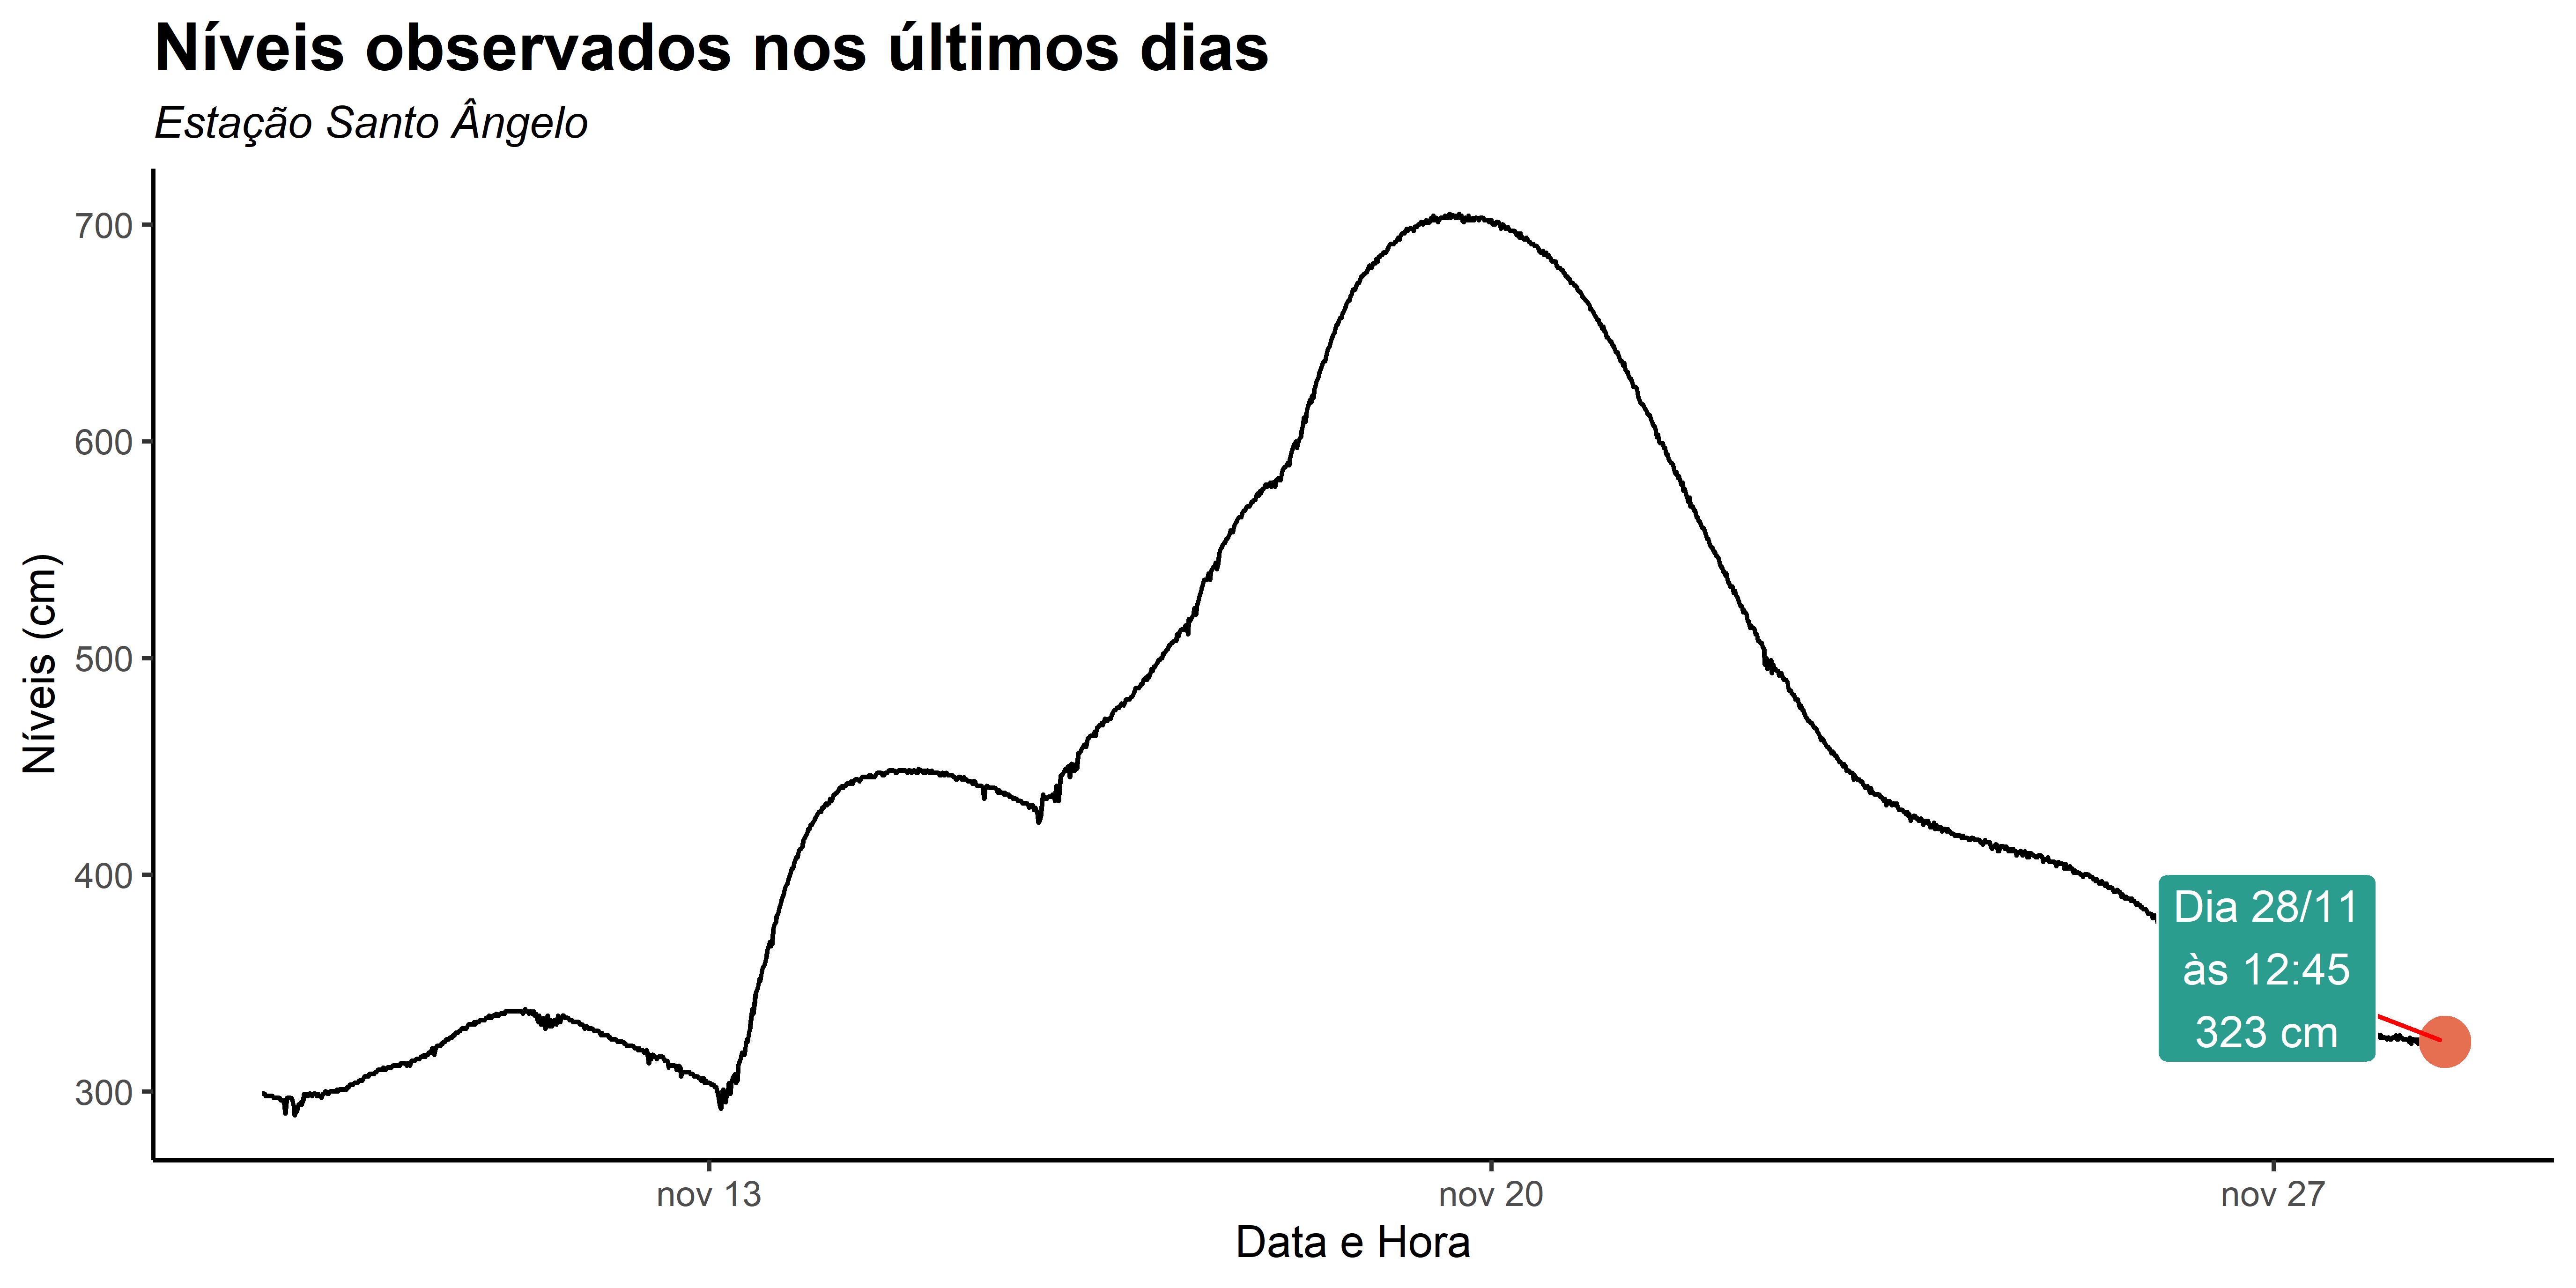 Níveis observados nos últimos dias
Estação Santo Ângelo
Níveis (cm)
700
600
500
400
300
Dia 28/11
às 12:45
323 cm
nov 13
nov 20
nov 27
Data e Hora